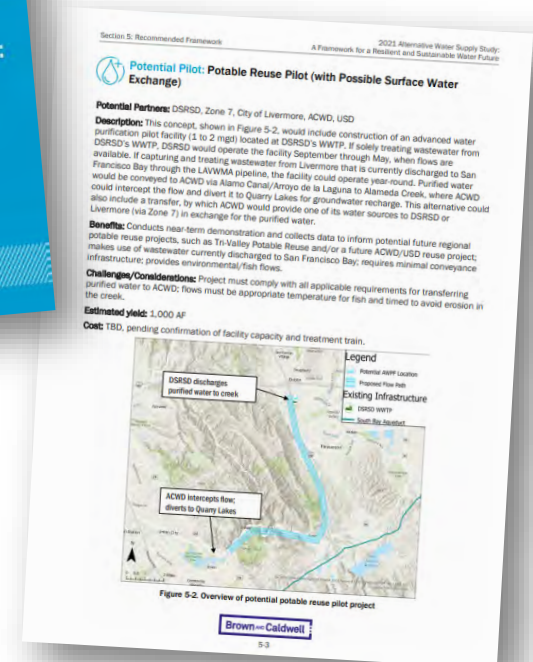 Section 5: Recommended Framework
2021 Alternative Water Supply Study:
A Framework for a Resilient and Sustainable Water Future
Potential Pilot: Potable Reuse Pilot (with Possible Surface Water
Exchange)
Potential Partners: DSRSD, Zone 7, City of Livermore, ACWD, USD
Description: This concept, shown in Figure 5-2, would include construction of an advanced water
purification pilot facility (1 to 2 mgd) located at DSRSD's WWTP. If solely treating wastewater from
DSRSD's WWTP, DSRSD would operate the facility September through May, when flows are
available. If capturing and treating wastewater from Livermore that is currently discharged to San
Francisco Bay through the LAVWMA pipeline, the facility could operate year-round. Purified water
would be conveyed to ACWD via Alamo Canal/Arroyo de la Laguna to Alameda Creek, where ACWD
could intercept the flow and divert it to Quarry Lakes for groundwater recharge. This alternative could
also include a transfer, by which ACWD would provide one of its water sources to DSRSD or
Livermore (via Zone 7) in exchange for the purified water.
Benefits: Conducts near-term demonstration and collects data to inform potential future regional
potable reuse projects, such as Tri-Valley Potable Reuse and/or a future ACWD/USD reuse project;
makes use of wastewater currently discharged to San Francisco Bay; requires minimal conveyance
infrastructure; provides environmental/fish flows.
Challenges/Considerations: Project must comply with all applicable requirements for transferring
purified water to ACWD; flows must be appropriate temperature for fish and timed to avoid erosion in
the creek.
Estimated yield: 1,000 AF
Cost: TBD, pending confirmation of facility capacity and treatment train.
Legend
Potential AWPF Location
Proposed Flow Path
Existing Infrastructure
DSRSD WWTP
South Bay Aqueduct
DSRSD discharges
purified water to creek
ACWD intercepts flow;
diverts to Quarry Lakes
N
Figure 5-2. Overview of potential potable reuse pilot project
Brown AND Caldwell
5-3